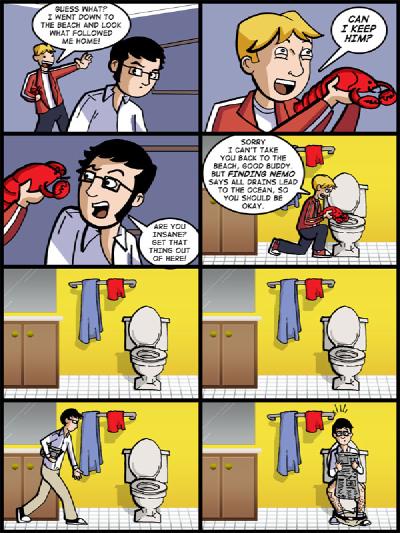 GUESS WHAT?
I WENT DOWN TO
THE BEACH AND LOOK
WHAT FOLLOWED
ME HOME!
CAN
I KEEP
HIM?
ARE YOU
INSANE?
GET THAT
THING OUT
OF HERE!
SORRY
I CAN'T TAKE
YOU BACK TO THE
BEACH, GOOD BUDDY.
BUT FINDING NEMO
SAYS ALL DRAINS LEAD
TO THE OCEAN, SO
YOU SHOULD BE
OKAY.